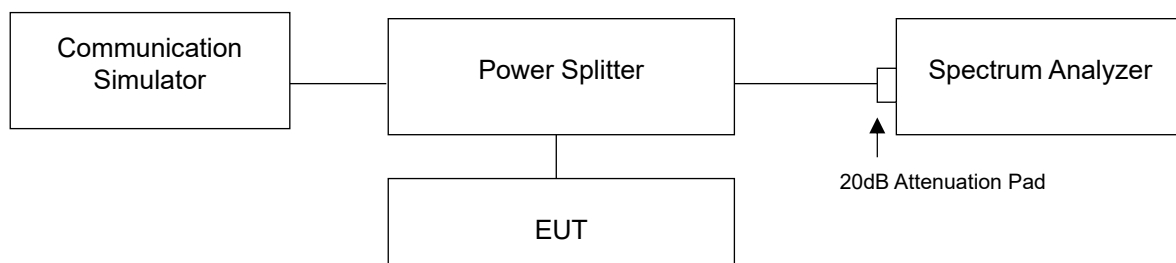 Communication
Simulator
Power Splitter
Spectrum Analyzer
20dB Attenuation Pad
EUT